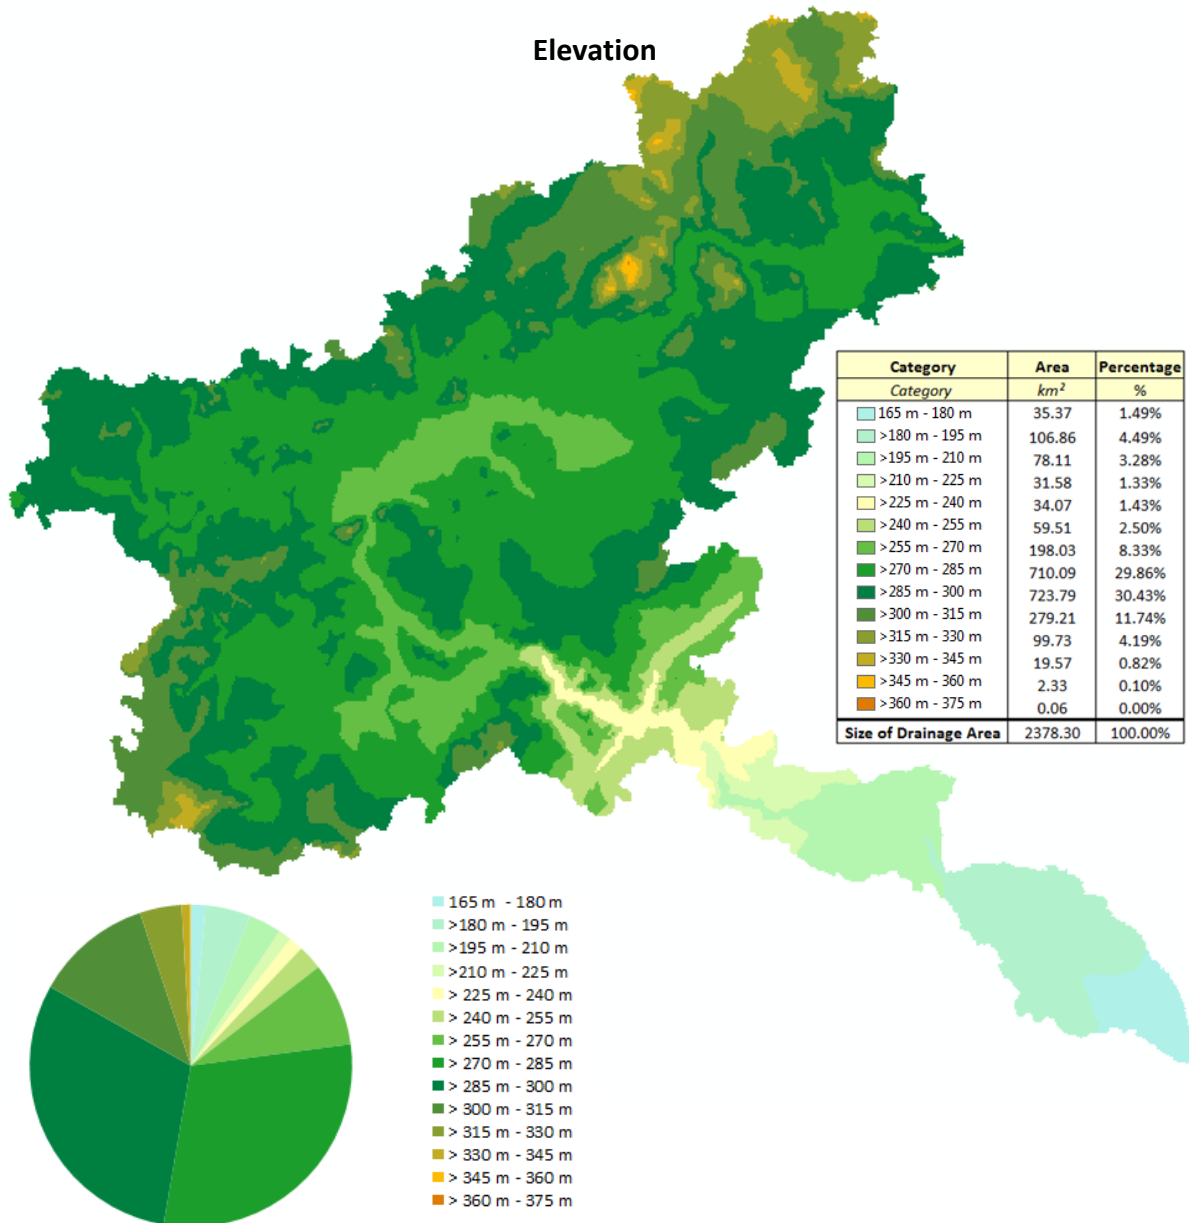 Elevation
Category Area Percentage
Category km² %
165 m - 180 m 35.37 1.49%
>180 m - 195 m 106.86 4.49%
>195 m - 210 m 78.11 3.28%
>210 m - 225 m 31.58 1.33%
>225 m - 240 m 34.07 1.43%
>240 m - 255 m 59.51 2.50%
>255 m - 270 m 198.03 8.33%
>270 m - 285 m 710.09 29.86%
>285 m - 300 m 723.79 30.43%
>300 m - 315 m 279.21 11.74%
>315 m - 330 m 99.73 4.19%
>330 m - 345 m 19.57 0.82%
>345 m - 360 m 2.33 0.10%
>360 m - 375 m 0.06 0.00%
Size of Drainage Area 2378.30 100.00%
165 m - 180 m
>180 m - 195 m
>195 m - 210 m
>210 m - 225 m
> 225 m - 240 m
> 240 m - 255 m
> 255 m - 270 m
> 270 m - 285 m
> 285 m - 300 m
> 300 m - 315 m
> 315 m - 330 m
> 330 m - 345 m
> 345 m - 360 m
> 360 m - 375 m